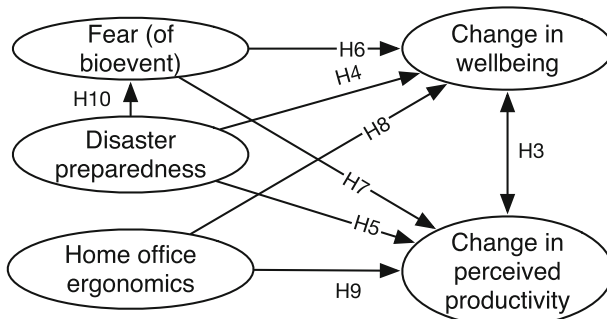 Fear (of
bioevent)
H6
Change in
wellbeing
H4
H10
H8
Disaster
preparedness
H3
H7
H5
Home office
ergonomics
H9
Change in
perceived
productivity